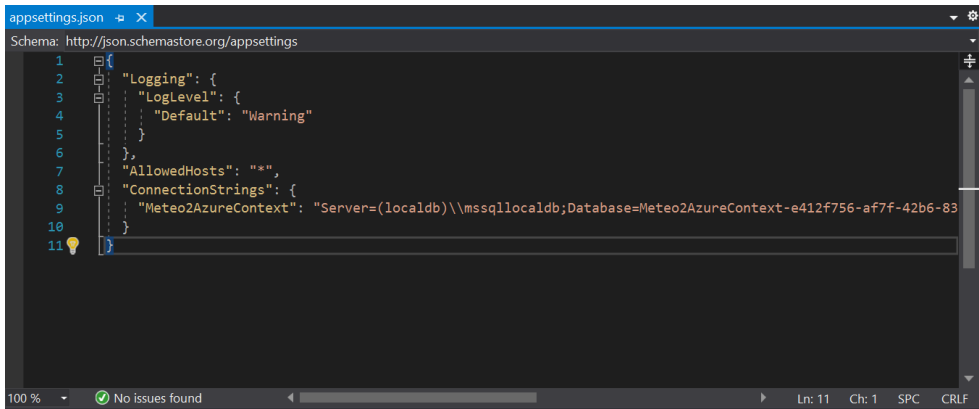 appsettings.json
Schema: http://json.schemastore.org/appsettings
1 {
2 "Logging": {
3 "LogLevel": {
4 "Default": "Warning"
5 }
6 },
7 "AllowedHosts": "*",
8 "ConnectionStrings": {
9 "Meteo2AzureContext": "Server=(localdb)\\mssqllocaldb;Database=Meteo2AzureContext-e412f756-af7f-42b6-83
10 }
11 }
100 % No issues found Ln: 11 Ch: 1 SPC CRLF